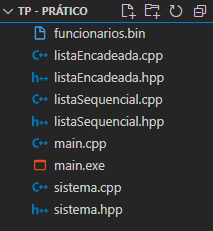 TP - PRÁTICO
funcionarios.bin
listaEncadeada.cpp
listaEncadeada.hpp
listaSequencial.cpp
listaSequencial.hpp
main.cpp
main.exe
sistema.cpp
sistema.hpp